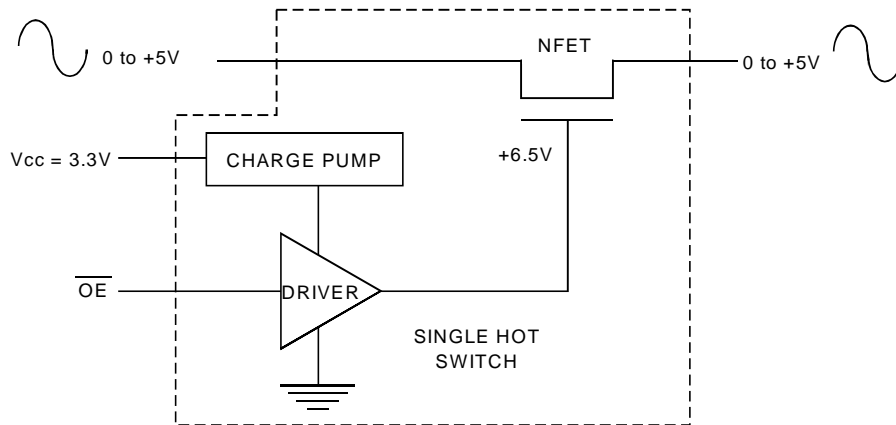 NFET
0 to +5V
0 to +5V
Vcc = 3.3V
CHARGE PUMP
+6.5V
OE
DRIVER
SINGLE HOT
SWITCH